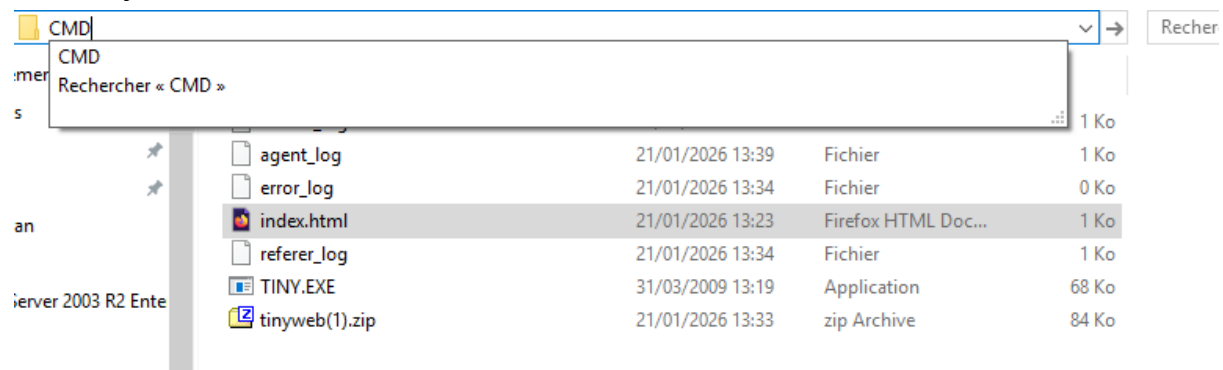 CMD
Recher
CMD
Rechercher « CMD »
s
1 Ko
agent_log 21/01/2026 13:39 Fichier 1 Ko
error_log 21/01/2026 13:34 Fichier 0 Ko
an
index.html 21/01/2026 13:23 Firefox HTML Doc... 1 Ko
referer_log 21/01/2026 13:34 Fichier 1 Ko
Server 2003 R2 Ente
TINY.EXE 31/03/2009 13:19 Application 68 Ko
tinyweb(1).zip 21/01/2026 13:33 zip Archive 84 Ko